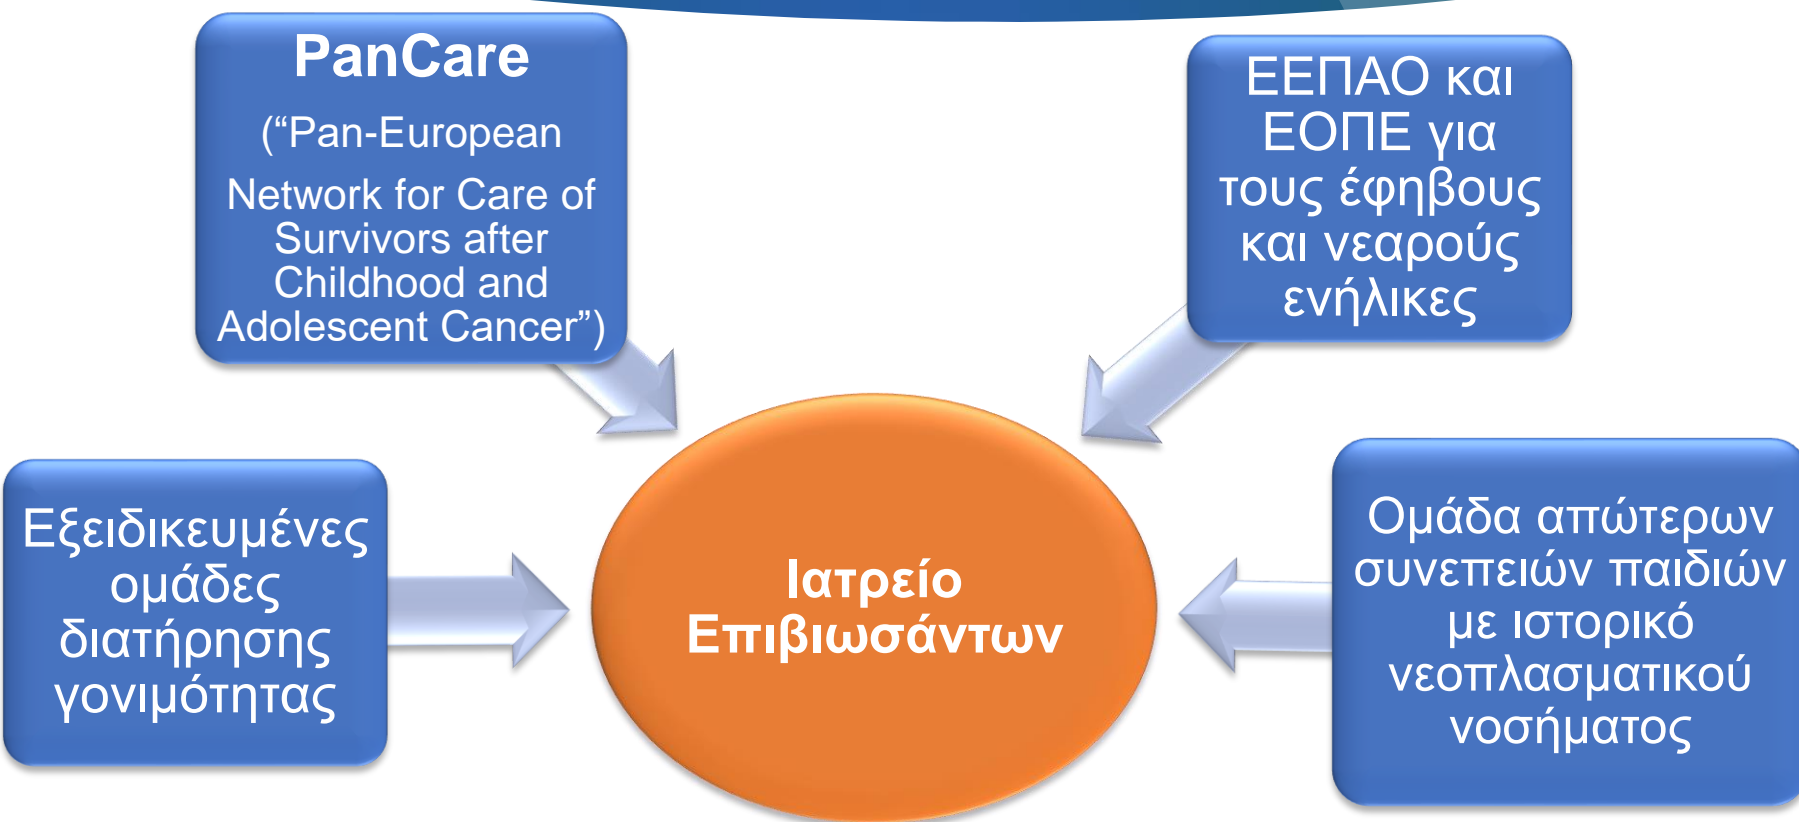 PanCare
(“Pan-European
Network for Care of
Survivors after
Childhood and
Adolescent Cancer”)
ΕΕΠΑΟ και
ΕΟΠΕ για
τους έφηβους
και νεαρούς
ενήλικες
Εξειδικευμένες
ομάδες
διατήρησης
γονιμότητας
Ιατρείο
Επιβιωσάντων
Ομάδα απώτερων
συνεπειών παιδιών
με ιστορικό
νεοπλασματικού
νοσήματος